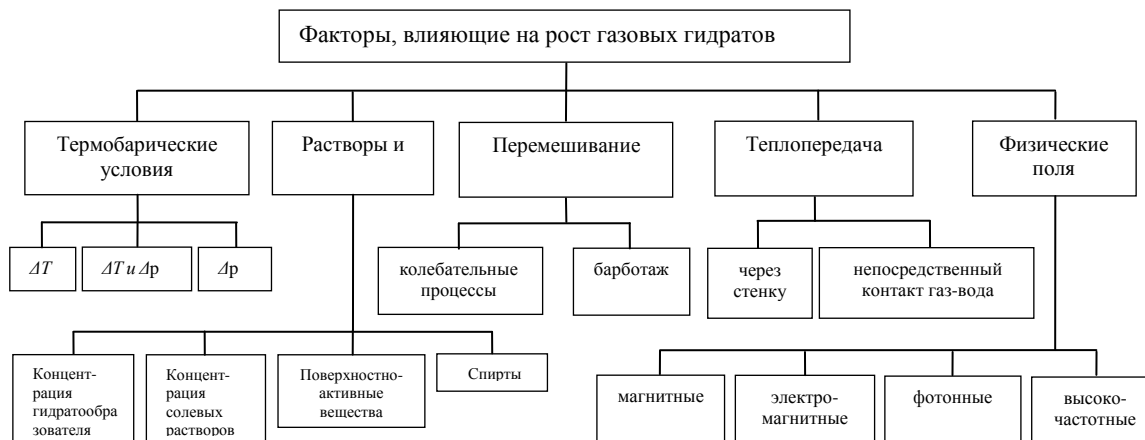 Факторы, влияющие на рост газовых гидратов
Термобарические
условия
Растворы и
Перемешивание
Теплопередача
Физические
поля
ΔT
ΔT и Δp
Δp
колебательные
процессы
барботаж
через
стенку
непосредственный
контакт газ-вода
Концент-
рация
гидратообра
зователя
Концент-
рация
солевых
растворов
Поверхностно-
активные
вещества
Спирты
магнитные
электро-
магнитные
фотонные
высоко-
частотные